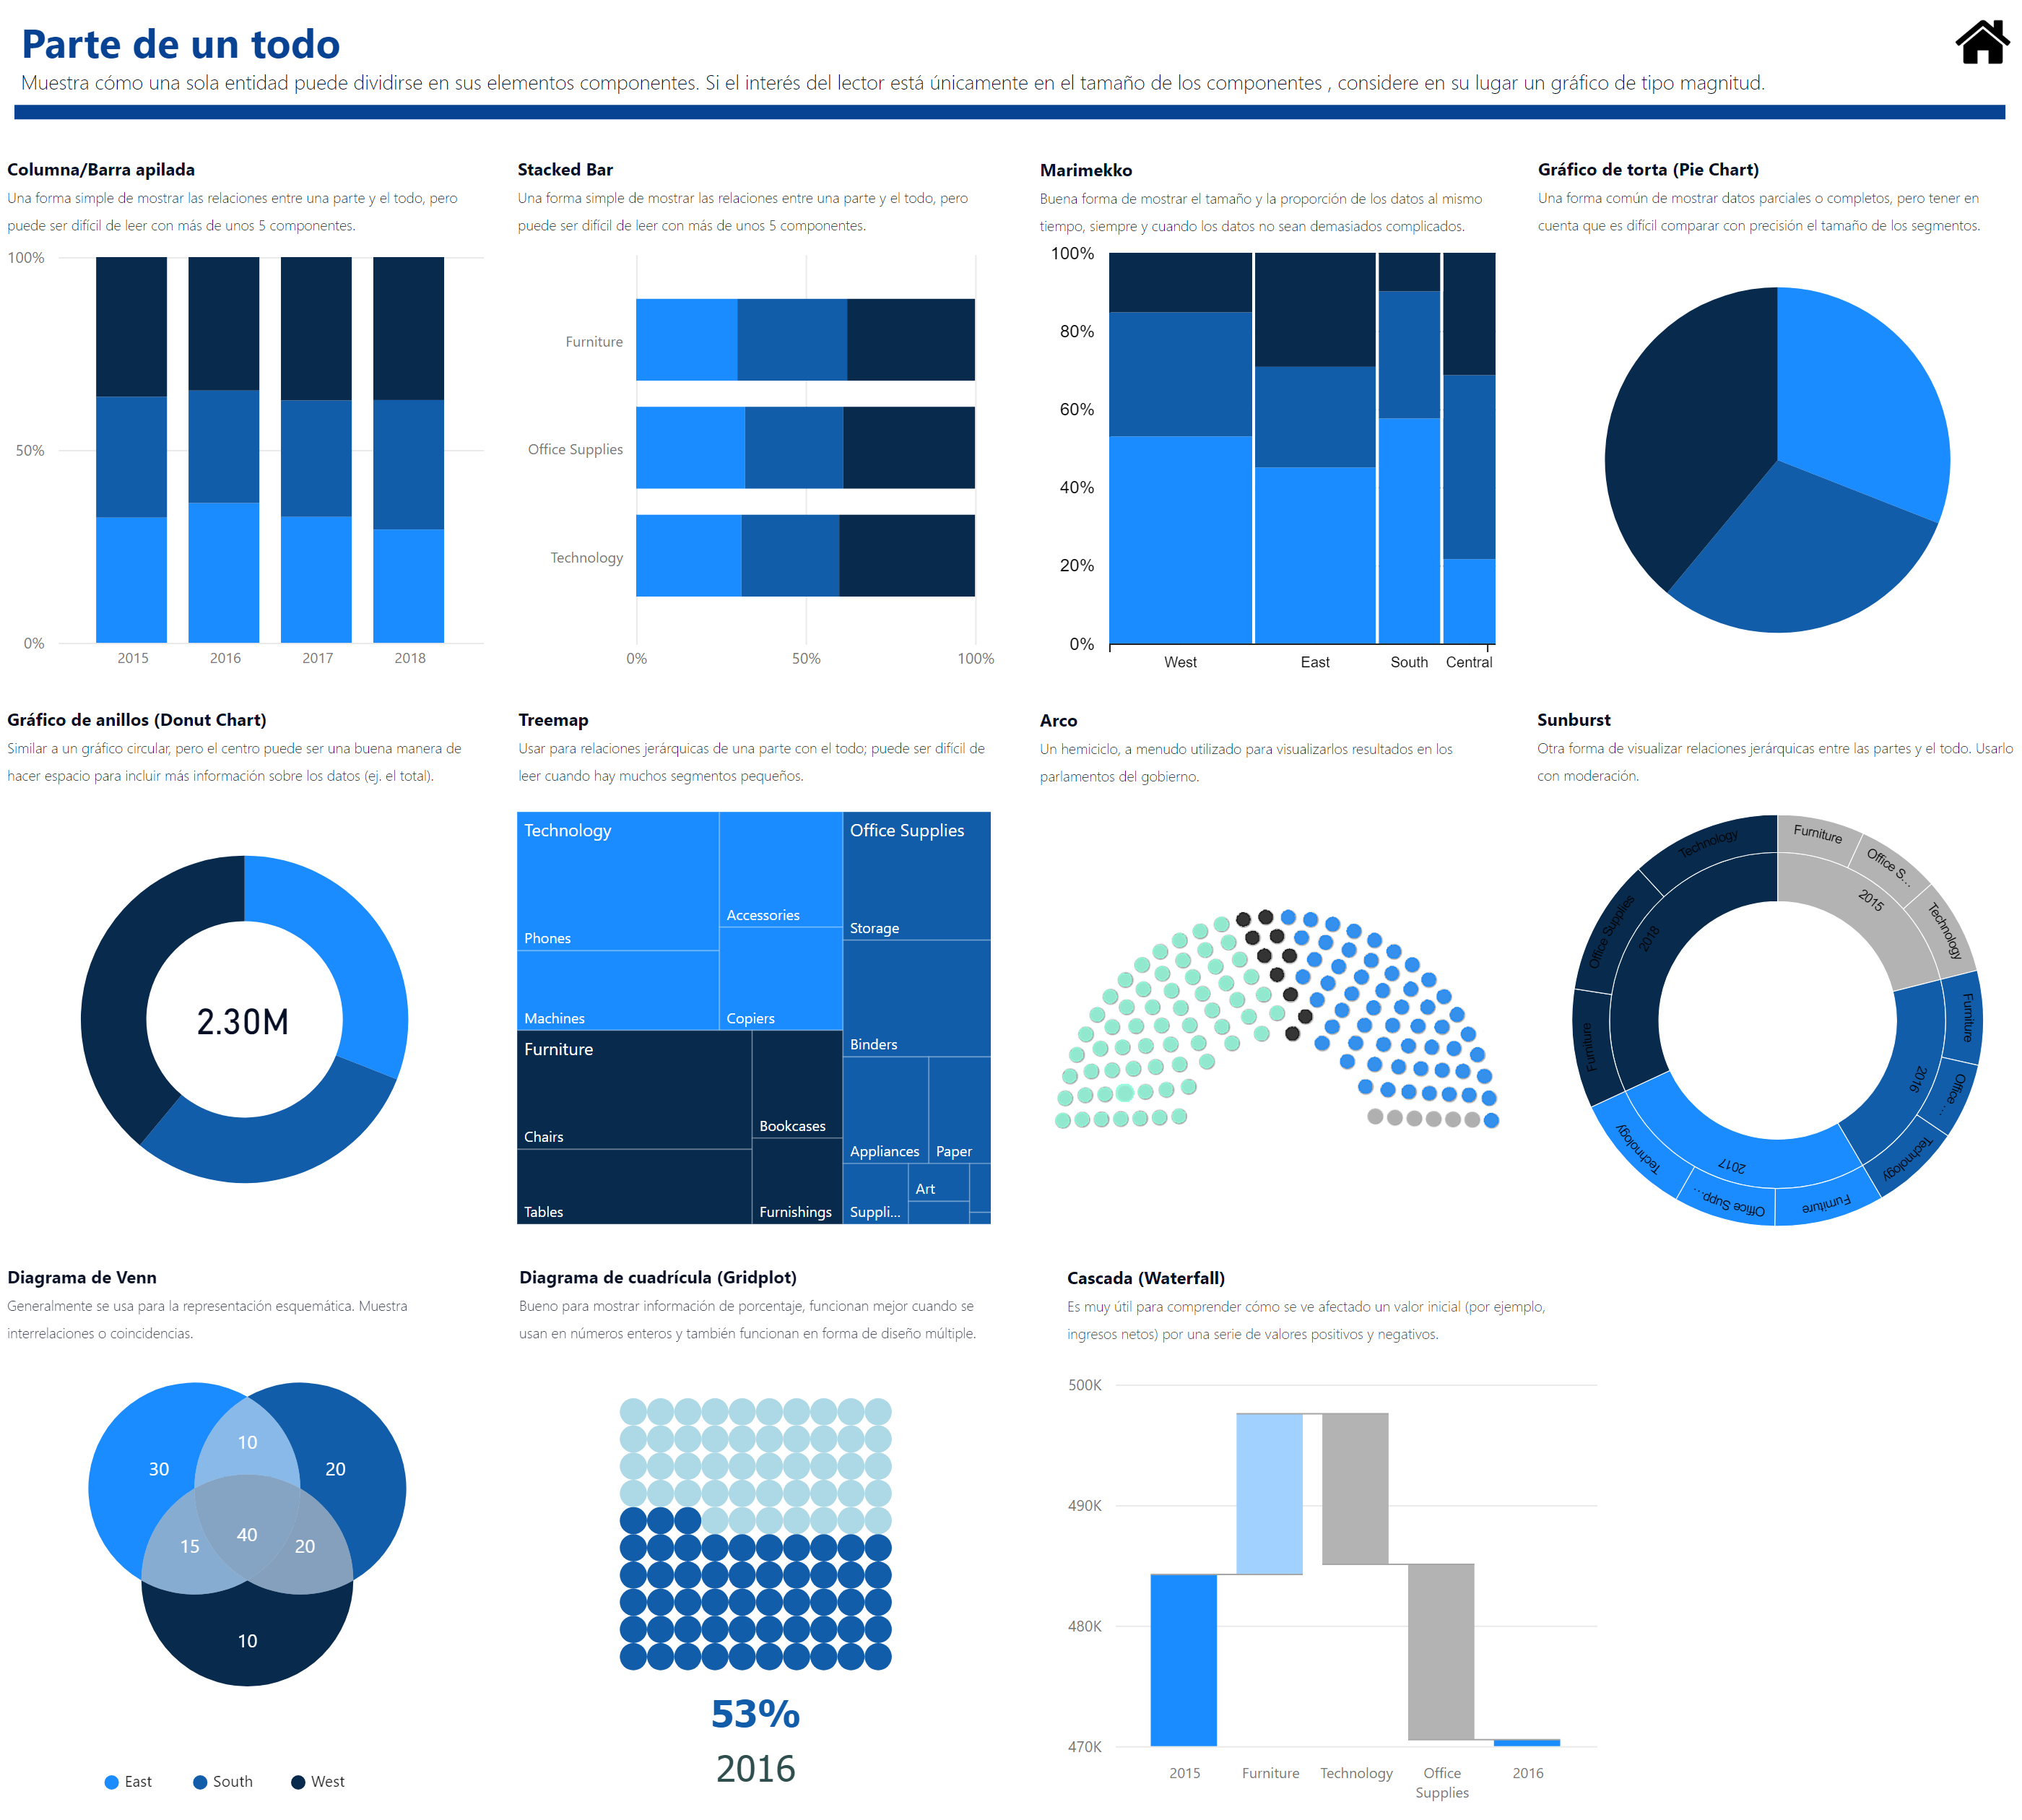 Parte de un todo
Muestra cómo una sola entidad puede dividirse en sus elementos componentes. Si el interés del lector está únicamente en el tamaño de los componentes , considere en su lugar un gráfico de tipo magnitud.
Columna/Barra apilada
Una forma simple de mostrar las relaciones entre una parte y el todo, pero
puede ser difícil de leer con más de unos 5 componentes.
100%
50%
0%
2015
2016
2017
2018
Stacked Bar
Una forma simple de mostrar las relaciones entre una parte y el todo, pero
puede ser difícil de leer con más de unos 5 componentes.
Furniture
Office Supplies
Technology
0%
50%
100%
Marimekko
Buena forma de mostrar el tamaño y la proporción de los datos al mismo
tiempo, siempre y cuando los datos no sean demasiados complicados.
100%
80%
60%
40%
20%
0%
West
East
South
Central
Gráfico de torta (Pie Chart)
Una forma común de mostrar datos parciales o completos, pero tener en
cuenta que es difícil comparar con precisión el tamaño de los segmentos.
Gráfico de anillos (Donut Chart)
Similar a un gráfico circular, pero el centro puede ser una buena manera de
hacer espacio para incluir más información sobre los datos (ej. el total).
2.30M
Treemap
Usar para relaciones jerárquicas de una parte con el todo; puede ser difícil de
leer cuando hay muchos segmentos pequeños.
Technology
Phones
Machines
Accessories
Copiers
Furniture
Chairs
Tables
Bookcases
Furnishings
Office Supplies
Storage
Binders
Appliances
Paper
Suppli...
Art
Arco
Un hemiciclo, a menudo utilizado para visualizarlos resultados en los
parlamentos del gobierno.
Sunburst
Otra forma de visualizar relaciones jerárquicas entre las partes y el todo. Usarlo
con moderación.
Furniture
Office S...
Technology
2015
Furniture
Office ...
Technology
2016
Furniture
Office Supp...
Technology
2017
Furniture
Office Supplies
Technology
2018
Diagrama de Venn
Generalmente se usa para la representación esquemática. Muestra
interrelaciones o coincidencias.
10
30
20
15
40
20
10
East
South
West
Diagrama de cuadrícula (Gridplot)
Bueno para mostrar información de porcentaje, funcionan mejor cuando se
usan en números enteros y también funcionan en forma de diseño múltiple.
53%
2016
Cascada (Waterfall)
Es muy útil para comprender cómo se ve afectado un valor inicial (por ejemplo,
ingresos netos) por una serie de valores positivos y negativos.
500K
490K
480K
470K
2015
Furniture
Technology
Office
Supplies
2016